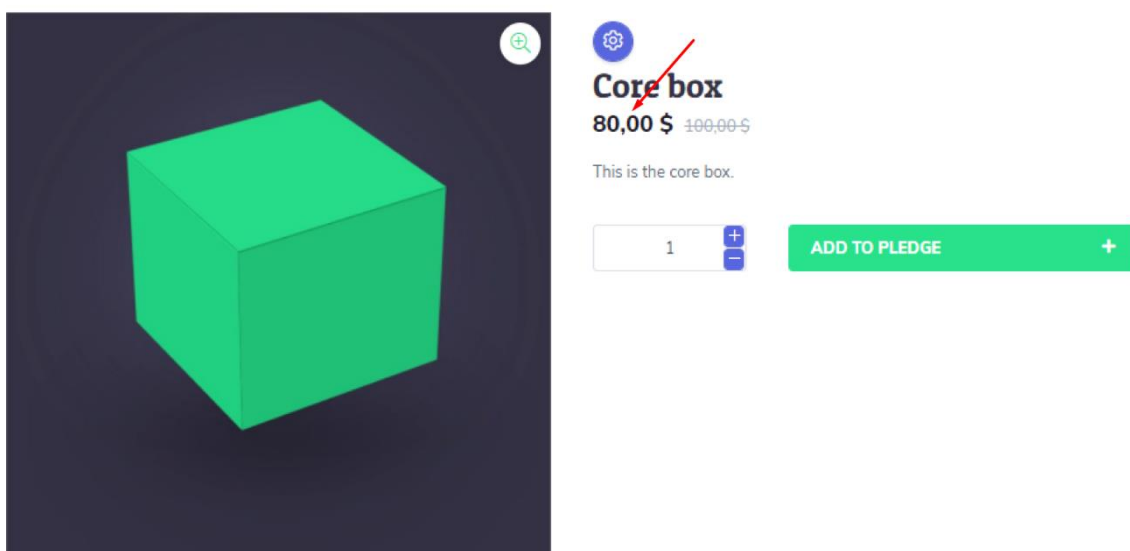 Core box
80,00 $ 100,00 $
This is the core box.
1 + −
ADD TO PLEDGE +